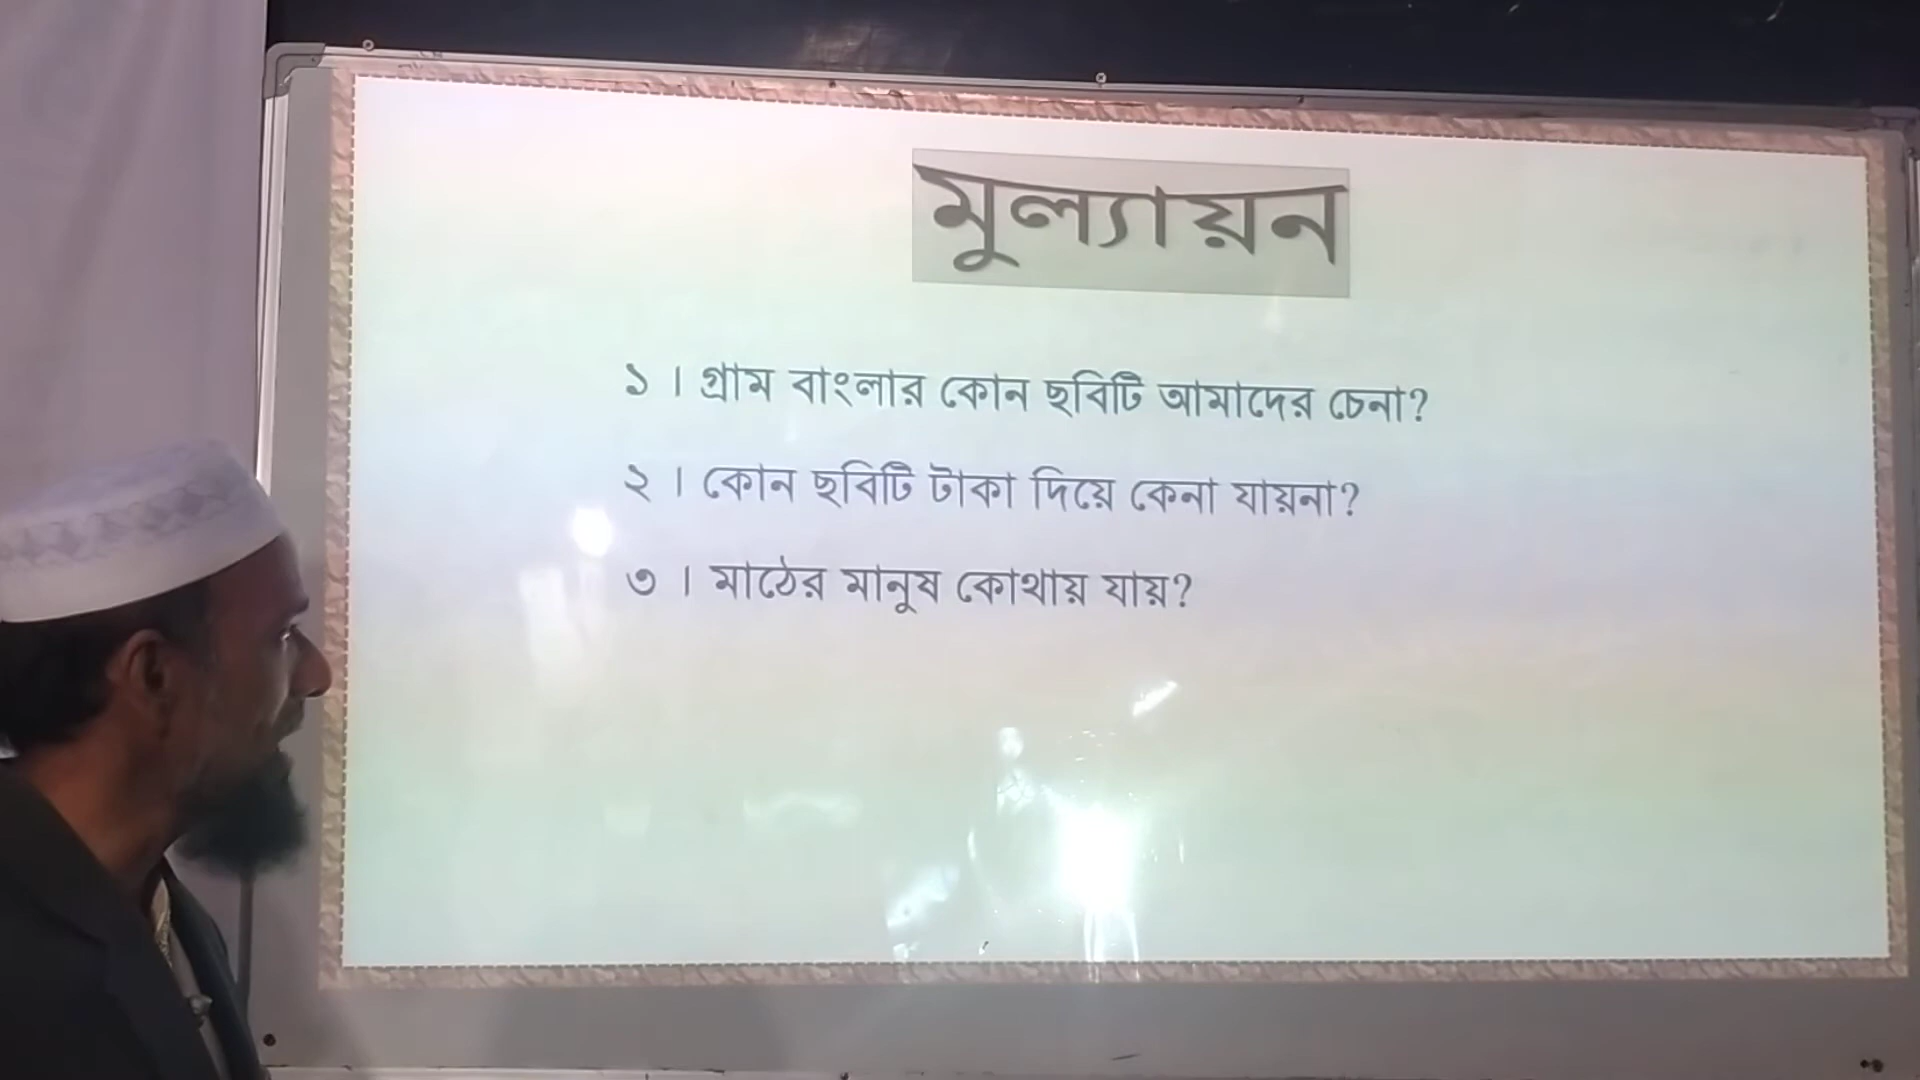 মুল্যায়ন
১ । গ্রাম বাংলার কোন ছবিটি আমাদের চেনা?
২ । কোন ছবিটি টাকা দিয়ে কেনা যায়না?
৩ । মাঠের মানুষ কোথায় যায়?